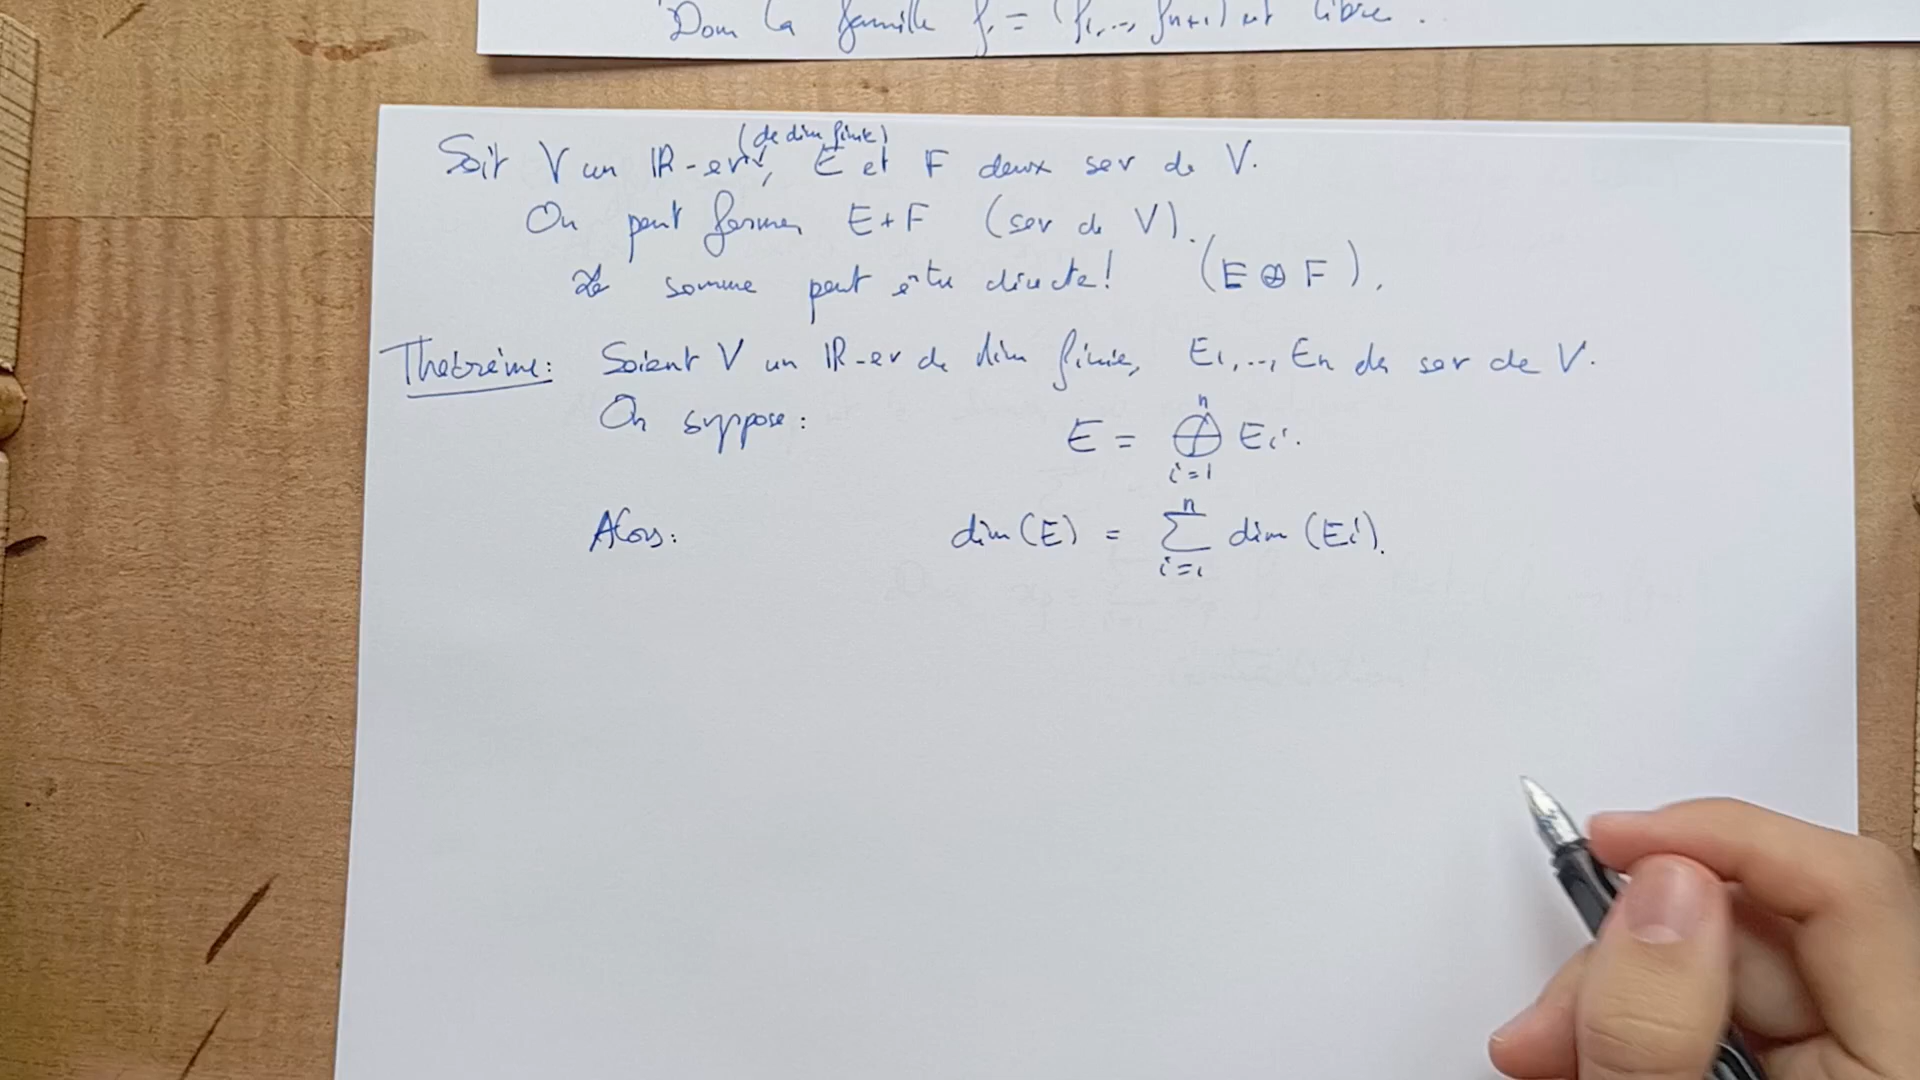 Donc la famille f = (f1,.., fn+1) est libre.
(de dim finie)
Soit V un IR-ev, E et F deux sev de V.
On peut former E+F (sev de V).
La somme peut être directe! (E ⊕ F).
Théorème: Soient V un IR-ev de dim finie, E1,.., En des sev de V.
On suppose: E = ⊕ i=1 n Ei.
Alors: dim(E) = ∑ i=1 n dim (Ei).